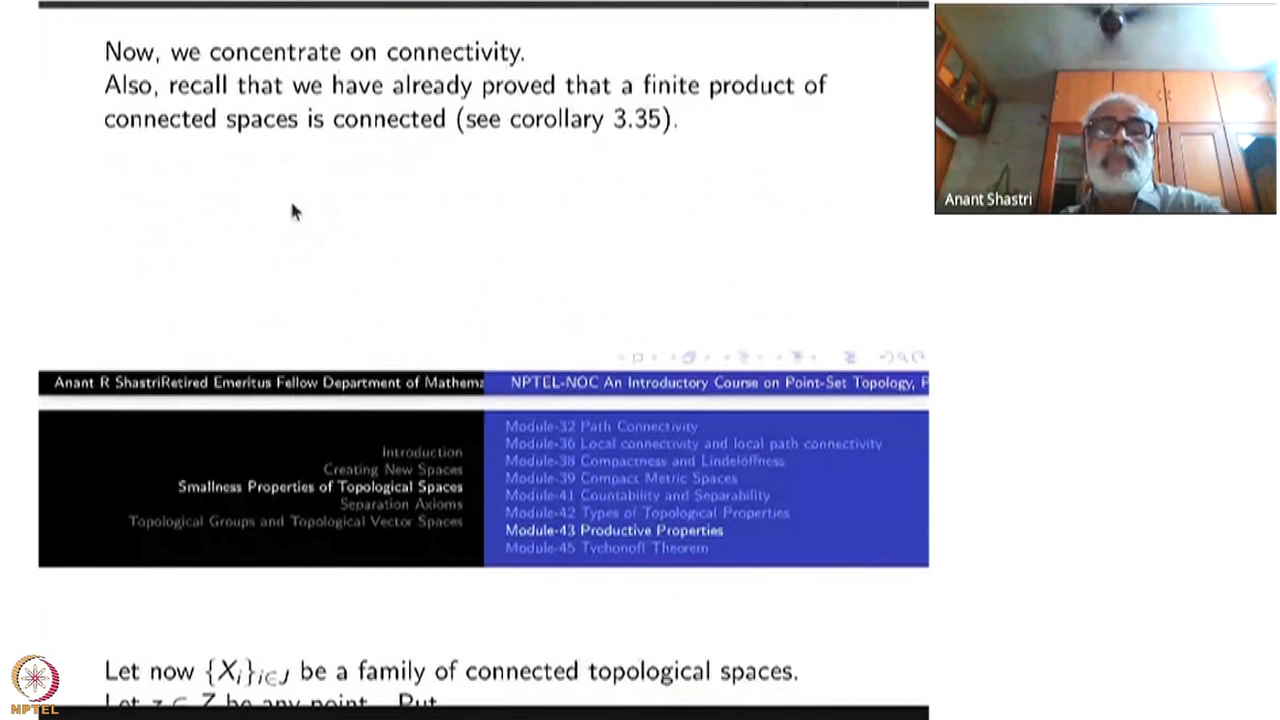 Now, we concentrate on connectivity.
Also, recall that we have already proved that a finite product of
connected spaces is connected (see corollary 3.35).
Anant Shastri
Anant R ShastriRetired Emeritus Fellow Department of Mathema
NPTEL-NOC An Introductory Course on Point-Set Topology, P
Introduction
Creating New Spaces
Smallness Properties of Topological Spaces
Separation Axioms
Topological Groups and Topological Vector Spaces
Module-32 Path Connectivity
Module-36 Local connectivity and local path connectivity
Module-38 Compactness and Lindelöffness
Module-39 Compact Metric Spaces
Module-41 Countability and Separability
Module-42 Types of Topological Properties
Module-43 Productive Properties
Module-45 Tychonoff Theorem
Let now {X_i}_{i∈J} be a family of connected topological spaces.
Let z ∈ Z be any point. Put
NPTEL